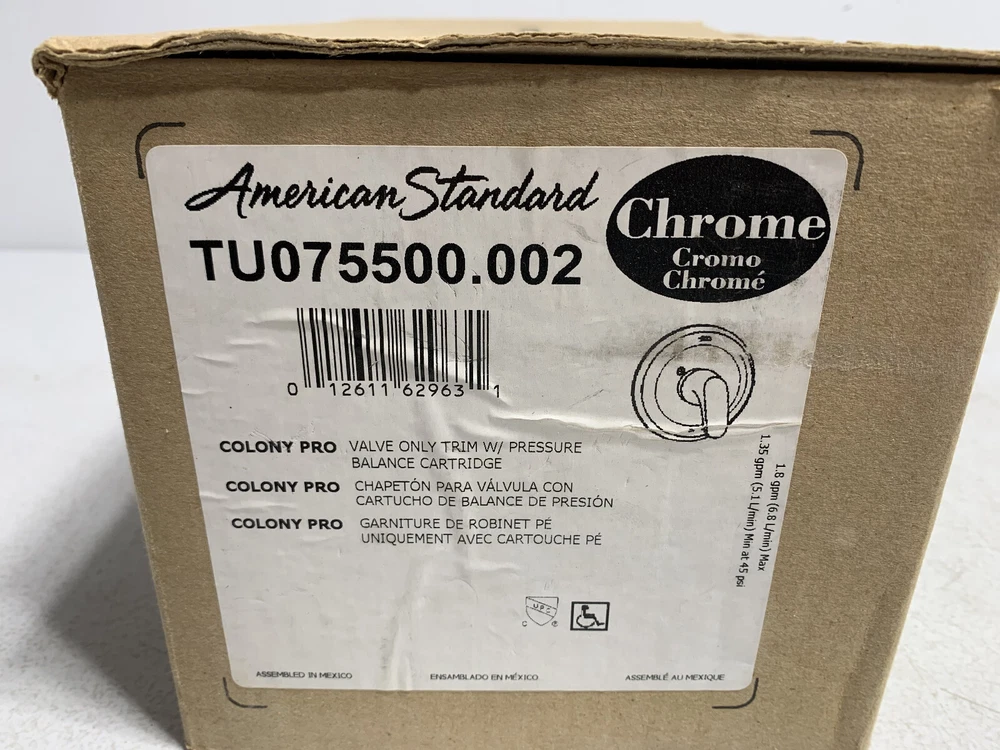 American Standard
TU075500.002
Chrome
Cromo
Chromé
0 12611 62963 1
COLONY PRO VALVE ONLY TRIM W/ PRESSURE
BALANCE CARTRIDGE
COLONY PRO CHAPETÓN PARA VÁLVULA CON
CARTUCHO DE BALANCE DE PRESIÓN
COLONY PRO GARNITURE DE ROBINET PÉ
UNIQUEMENT AVEC CARTOUCHE PÉ
1.8 gpm (6.8 L/min) Max
1.35 gpm (5.1 L/min) Min at 45 psi
C UPC ®
ASSEMBLED IN MEXICO ENSAMBLADO EN MÉXICO ASSEMBLÉ AU MEXIQUE